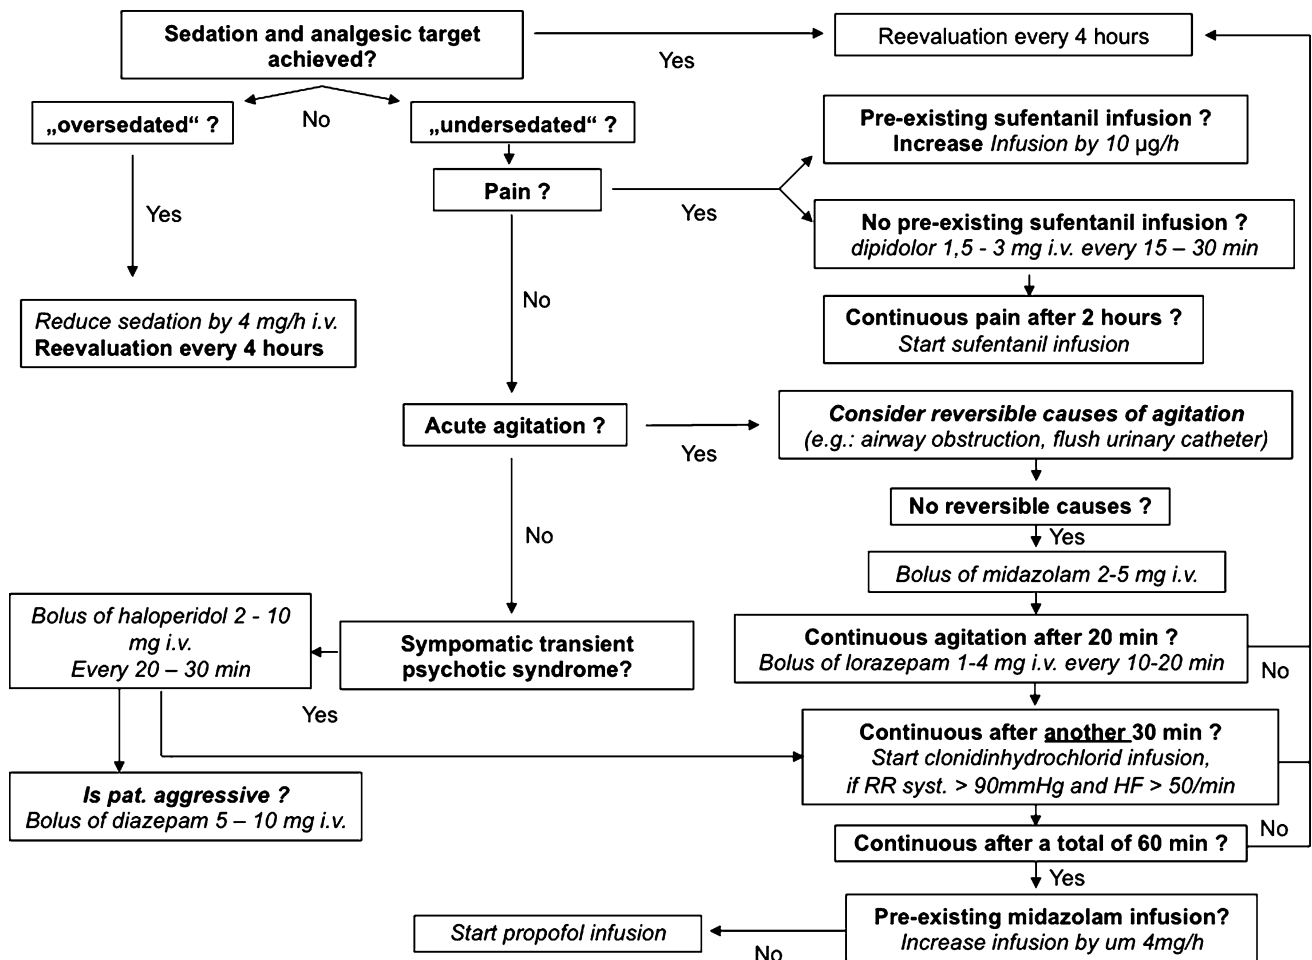 Sedation and analgesic target
achieved?
Yes
Reevaluation every 4 hours
„oversedated“ ?
No
„undersedated“ ?
Pre-existing sufentanil infusion ?
Increase Infusion by 10 µg/h
Yes
Pain ?
Yes
No pre-existing sufentanil infusion ?
dipidolor 1,5 - 3 mg i.v. every 15 – 30 min
No
Reduce sedation by 4 mg/h i.v.
Reevaluation every 4 hours
Continuous pain after 2 hours ?
Start sufentanil infusion
Acute agitation ?
Yes
Consider reversible causes of agitation
(e.g.: airway obstruction, flush urinary catheter)
No reversible causes ?
Yes
No
Bolus of midazolam 2-5 mg i.v.
Bolus of haloperidol 2 - 10
mg i.v.
Every 20 – 30 min
Sympomatic transient
psychotic syndrome?
Continuous agitation after 20 min ?
Bolus of lorazepam 1-4 mg i.v. every 10-20 min
No
Yes
Continuous after another 30 min ?
Start clonidinhydrochlorid infusion,
if RR syst. > 90mmHg and HF > 50/min
Is pat. aggressive ?
Bolus of diazepam 5 – 10 mg i.v.
No
Continuous after a total of 60 min ?
Yes
Pre-existing midazolam infusion?
Increase infusion by um 4mg/h
No
Start propofol infusion